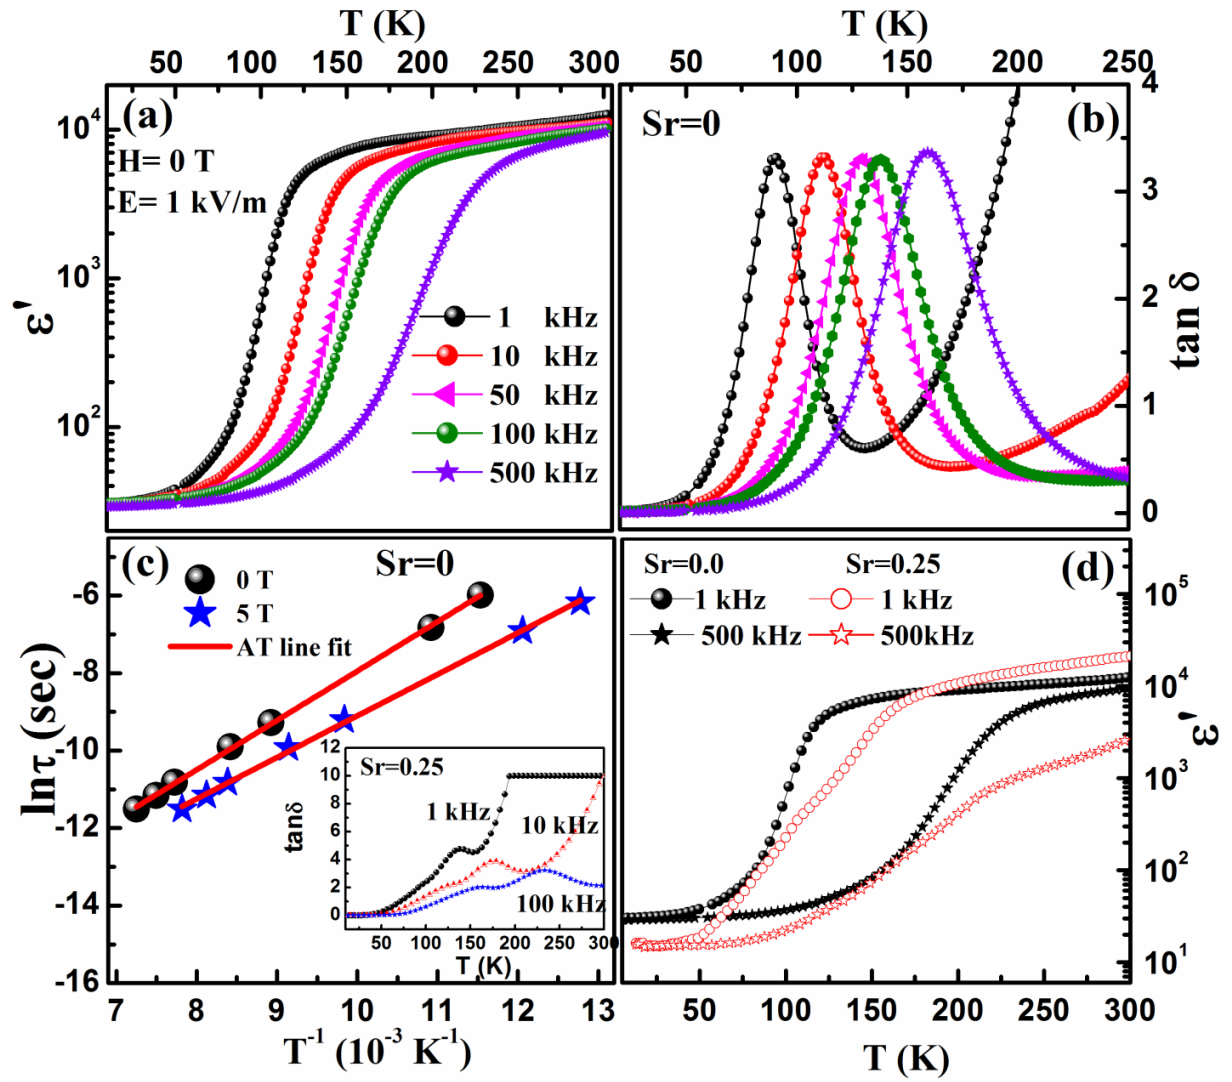 T (K)
50 100 150 200 250 300
(a)
H= 0 T
E= 1 kV/m
10⁴
10³
10²
ε'
1 kHz
10 kHz
50 kHz
100 kHz
500 kHz
T (K)
50 100 150 200 250
Sr=0
(b)
4
3
2
1
0
tan δ
(c)
Sr=0
0 T
5 T
AT line fit
-6
-8
-10
-12
-14
-16
lnτ (sec)
7 8 9 10 11 12 13
T⁻¹ (10⁻³ K⁻¹)
Sr=0.25
12
10
8
6
4
2
0
tanδ
1 kHz
10 kHz
100 kHz
50 100 150 200 250 300
T (K)
(d)
Sr=0.0 Sr=0.25
1 kHz 1 kHz
500 kHz 500kHz
10⁵
10⁴
10³
10²
10¹
ε'
50 100 150 200 250 300
T (K)